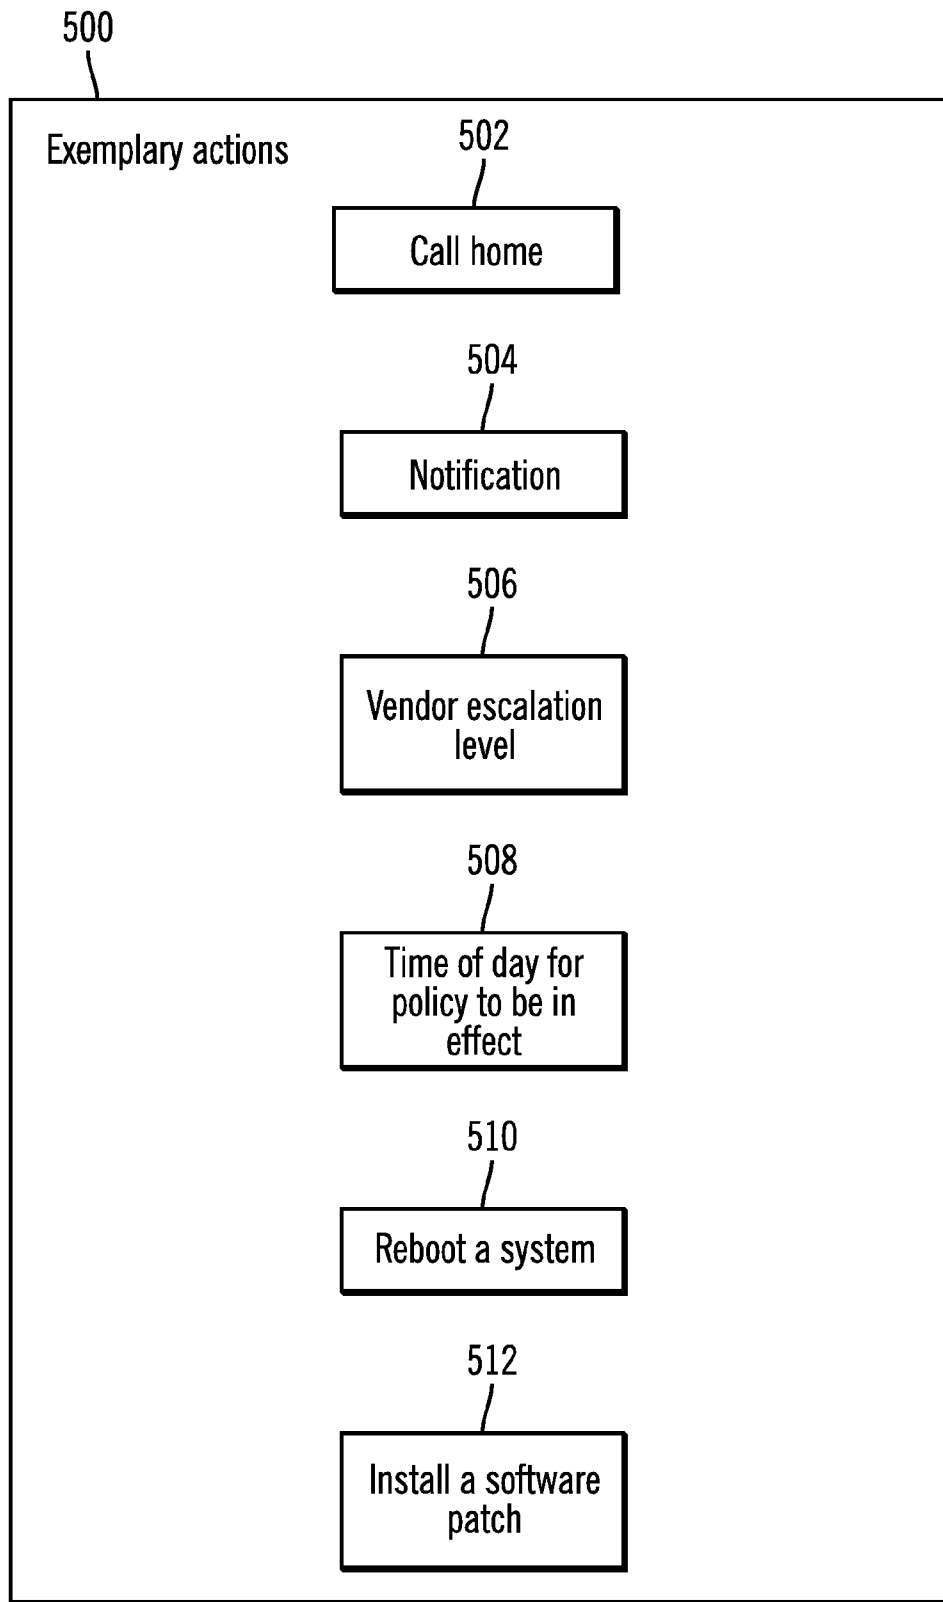 500
Exemplary actions
502
Call home
504
Notification
506
Vendor escalation
level
508
Time of day for
policy to be in
effect
510
Reboot a system
512
Install a software
patch